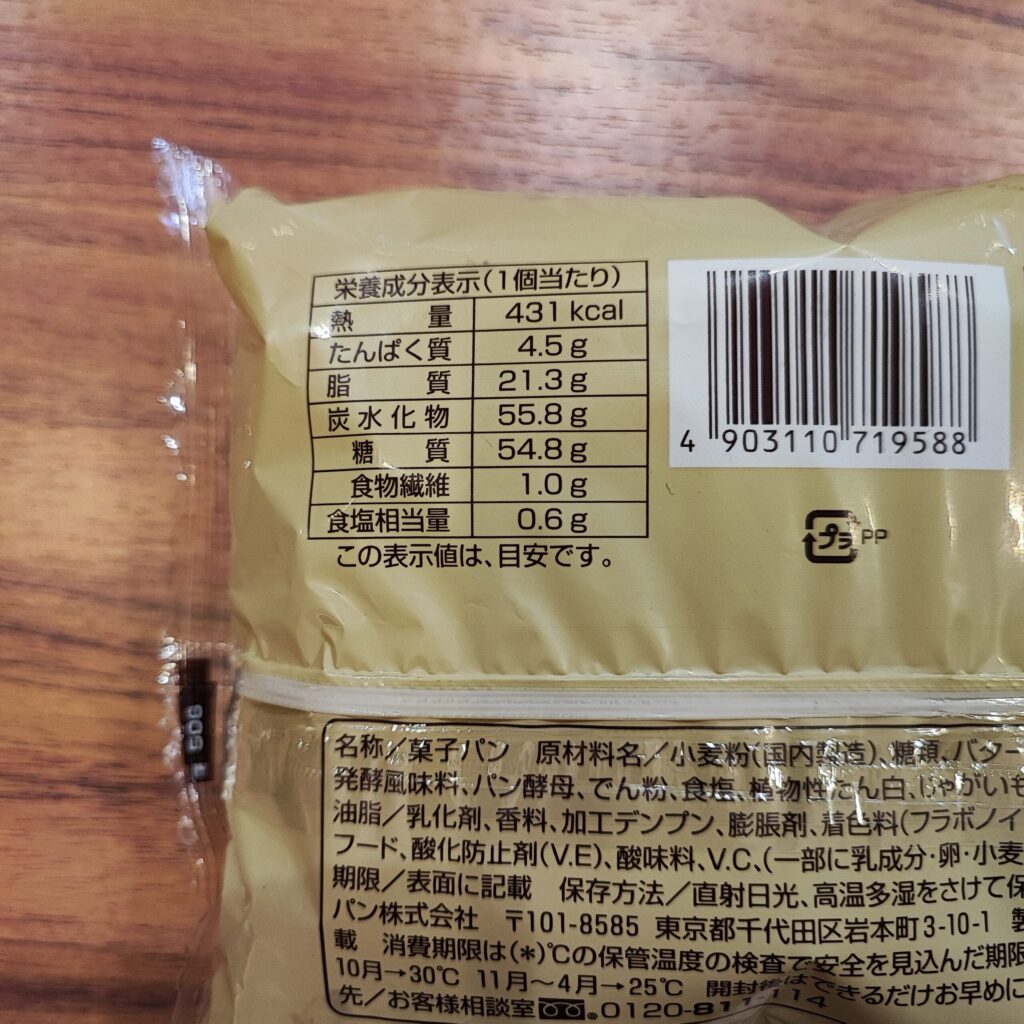 栄養成分表示(1個当たり)
熱量 431 kcal
たんぱく質 4.5 g
脂質 21.3 g
炭水化物 55.8 g
糖質 54.8 g
食物繊維 1.0 g
食塩相当量 0.6 g
この表示値は、目安です。
4 903110 719588
プラ PP
名称/菓子パン 原材料名/小麦粉(国内製造)、糖類、バター
発酵風味料、パン酵母、でん粉、食塩、植物性たん白、じゃがいも
油脂/乳化剤、香料、加工デンプン、膨脹剤、着色料(フラボノイ
フード、酸化防止剤(V.E)、酸味料、V.C、(一部に乳成分・卵・小麦
期限/表面に記載 保存方法/直射日光、高温多湿をさけて保
パン株式会社 〒101-8585 東京都千代田区岩本町3-10-1 製
載 消費期限は(*)℃の保管温度の検査で安全を見込んだ期限
10月→30℃ 11月~4月→25℃ 開封後はできるだけお早めに
先/お客様相談室 0120-811-114